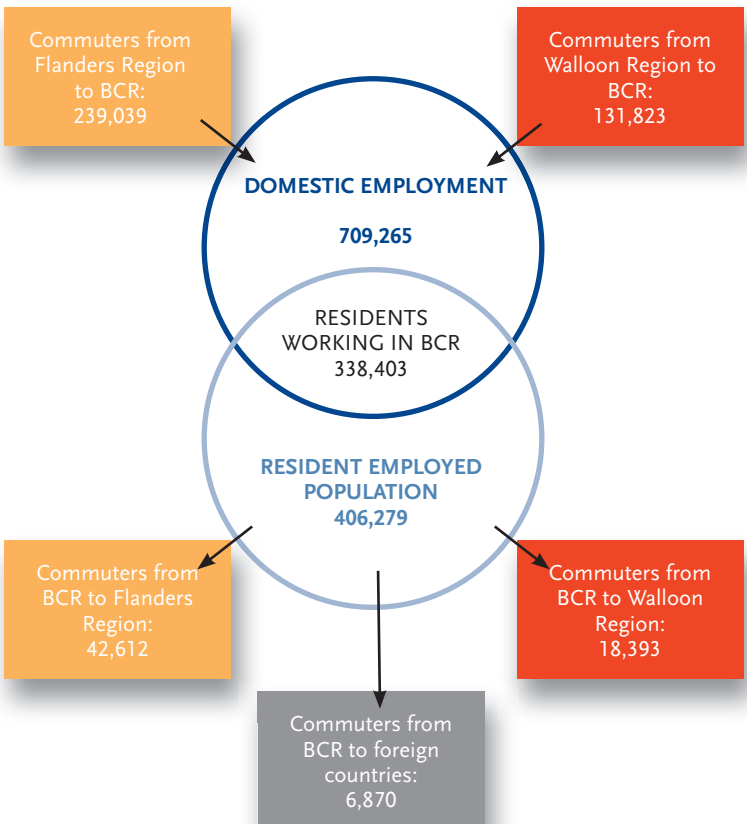 Commuters from
Flanders Region
to BCR:
239,039
Commuters from
Walloon Region to
BCR:
131,823
DOMESTIC EMPLOYMENT
709,265
RESIDENTS
WORKING IN BCR
338,403
RESIDENT EMPLOYED
POPULATION
406,279
Commuters from
BCR to Flanders
Region:
42,612
Commuters from
BCR to Walloon
Region:
18,393
Commuters from
BCR to foreign
countries:
6,870